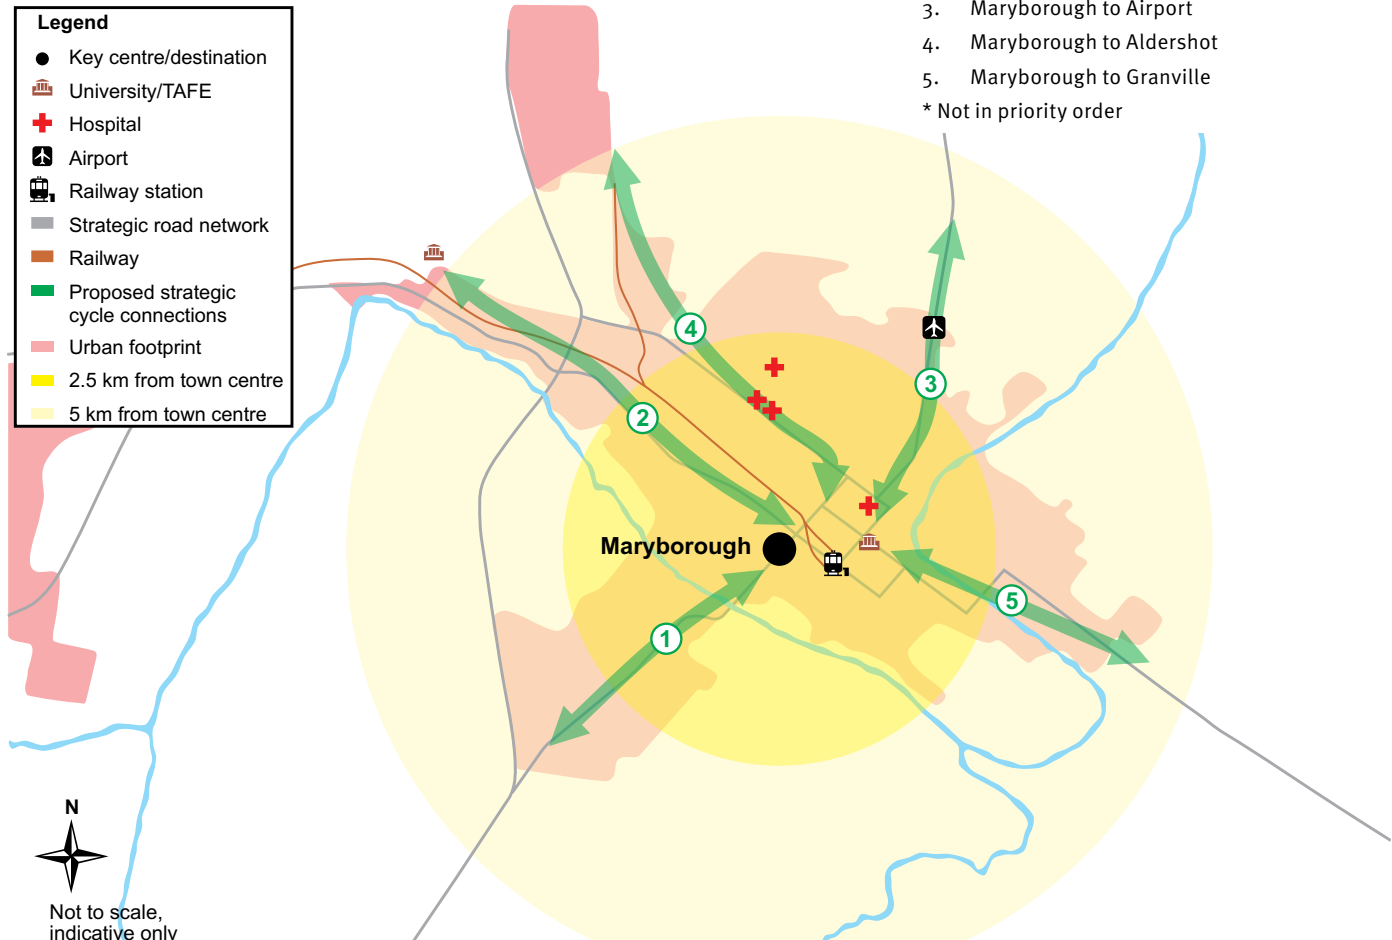 Legend
Key centre/destination
University/TAFE
Hospital
Airport
Railway station
Strategic road network
Railway
Proposed strategic
cycle connections
Urban footprint
2.5 km from town centre
5 km from town centre
3. Maryborough to Airport
4. Maryborough to Aldershot
5. Maryborough to Granville
* Not in priority order
4
3
2
Maryborough
5
1
N
Not to scale,
indicative only